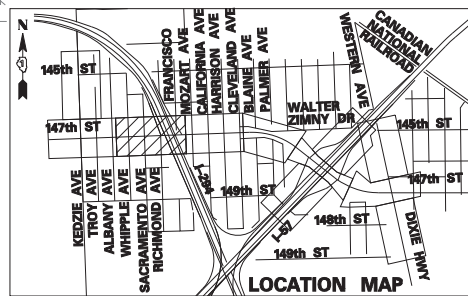 N
CANADIAN
NATIONAL
RAILROAD
WESTERN AVE
FRANCISCO
MOZART AVE
CALIFORNIA AVE
HARRISON AVE
CLEVELAND AVE
BLAINE AVE
PALMER AVE
145th ST
WALTER
ZIMNY DR
147th ST
145th ST
I-294
149th ST
147th ST
KEDZIE AVE
TROY AVE
ALBANY AVE
WHIPPLE AVE
SACRAMENTO AVE
RICHMOND AVE
I-57
148th ST
DIXIE HWY
149th ST
LOCATION MAP